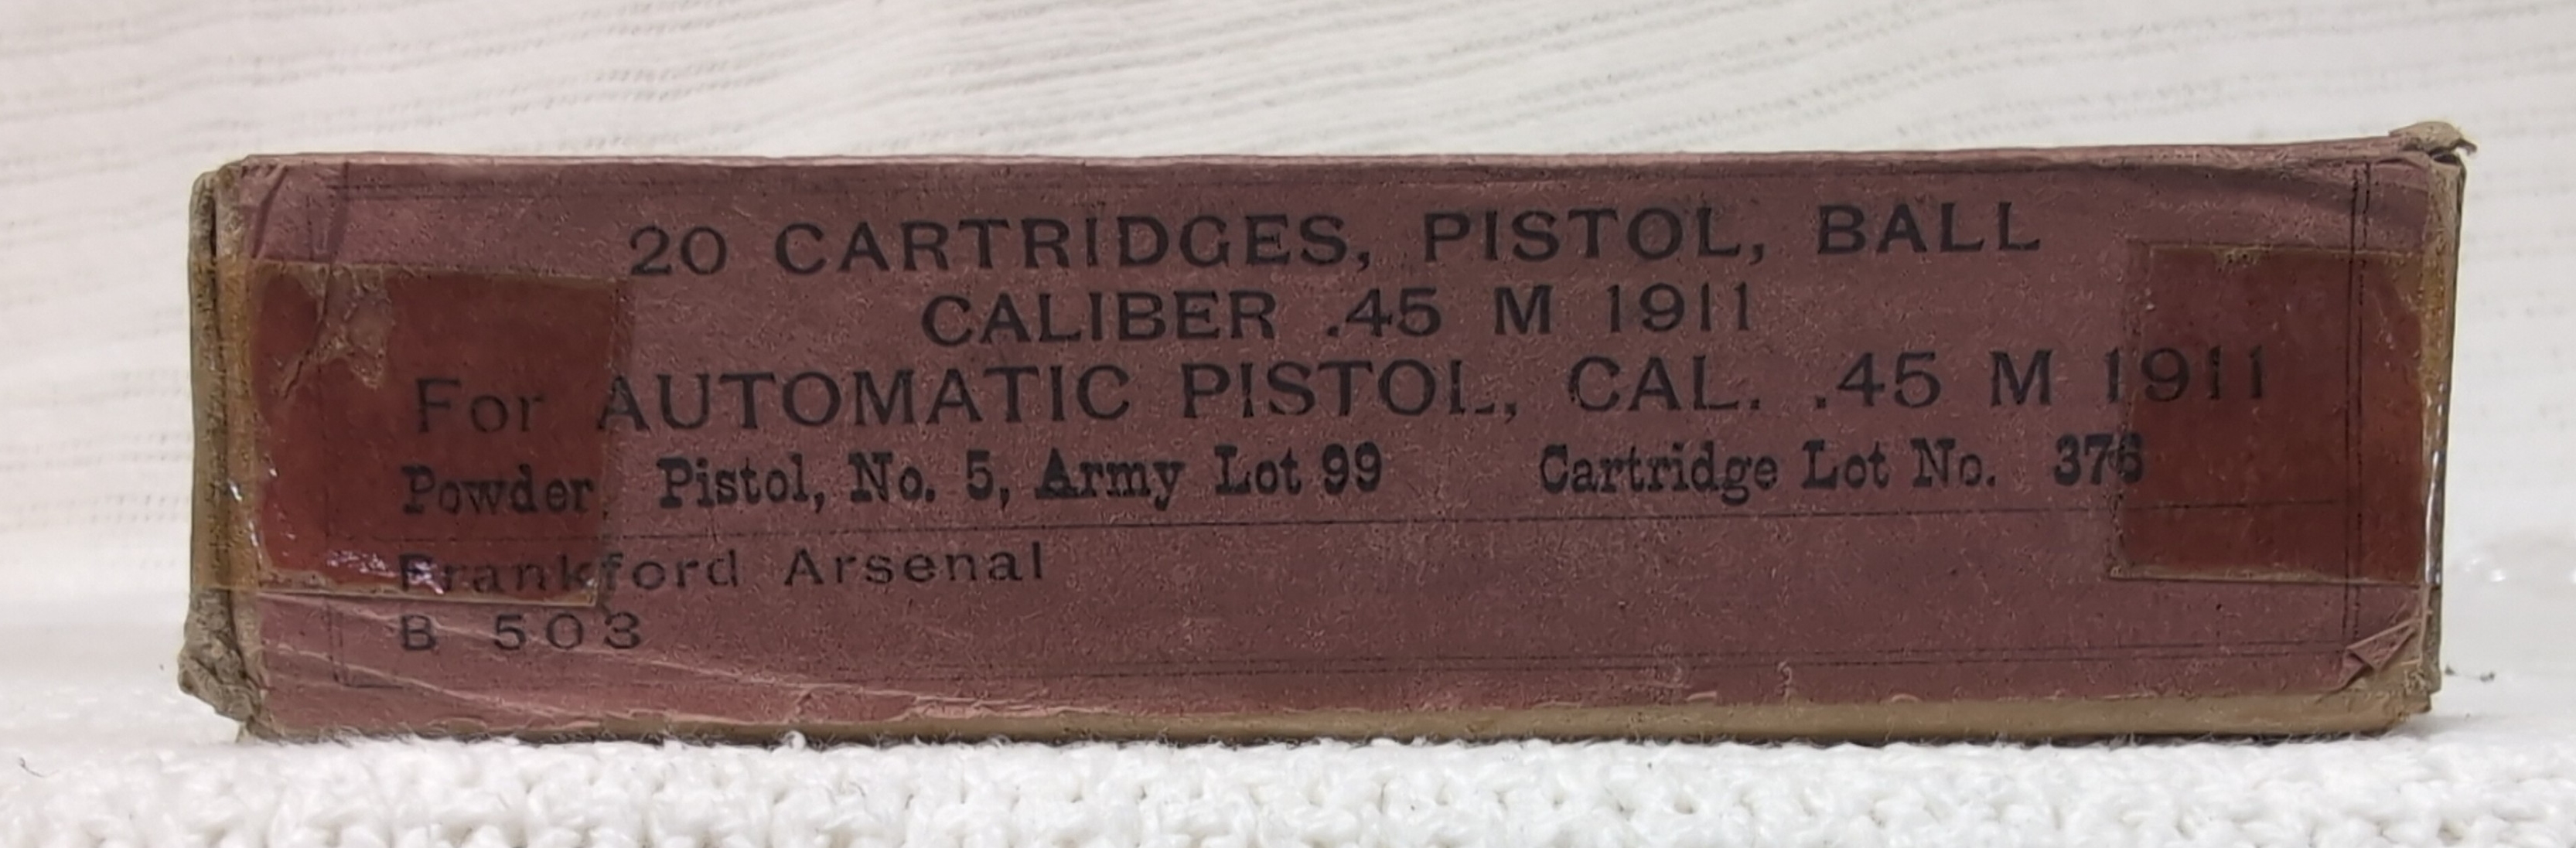 20 CARTRIDGES, PISTOL, BALL
CALIBER .45 M 1911
For AUTOMATIC PISTOL, CAL. .45 M 1911
Powder, Pistol, No. 5, Army Lot 99 Cartridge Lot No. 376
Frankford Arsenal
B 503